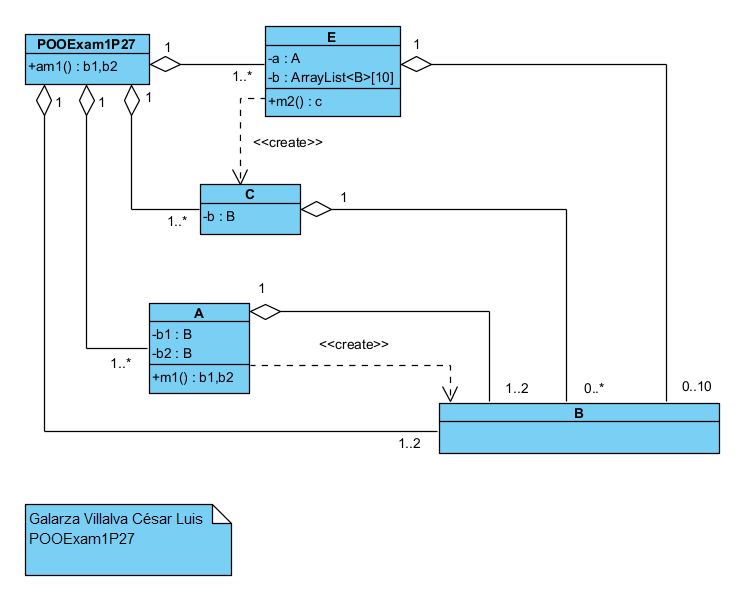 POOExam1P27
+am1() : b1,b2
1
1
1
1
1..*
E
-a : A
-b : ArrayList<B>[10]
+m2() : c
1
<<create>>
C
-b : B
1..*
1
A
-b1 : B
-b2 : B
+m1() : b1,b2
1..*
1
<<create>>
1..2
0..*
0..10
B
1..2
Galarza Villalva César Luis
POOExam1P27